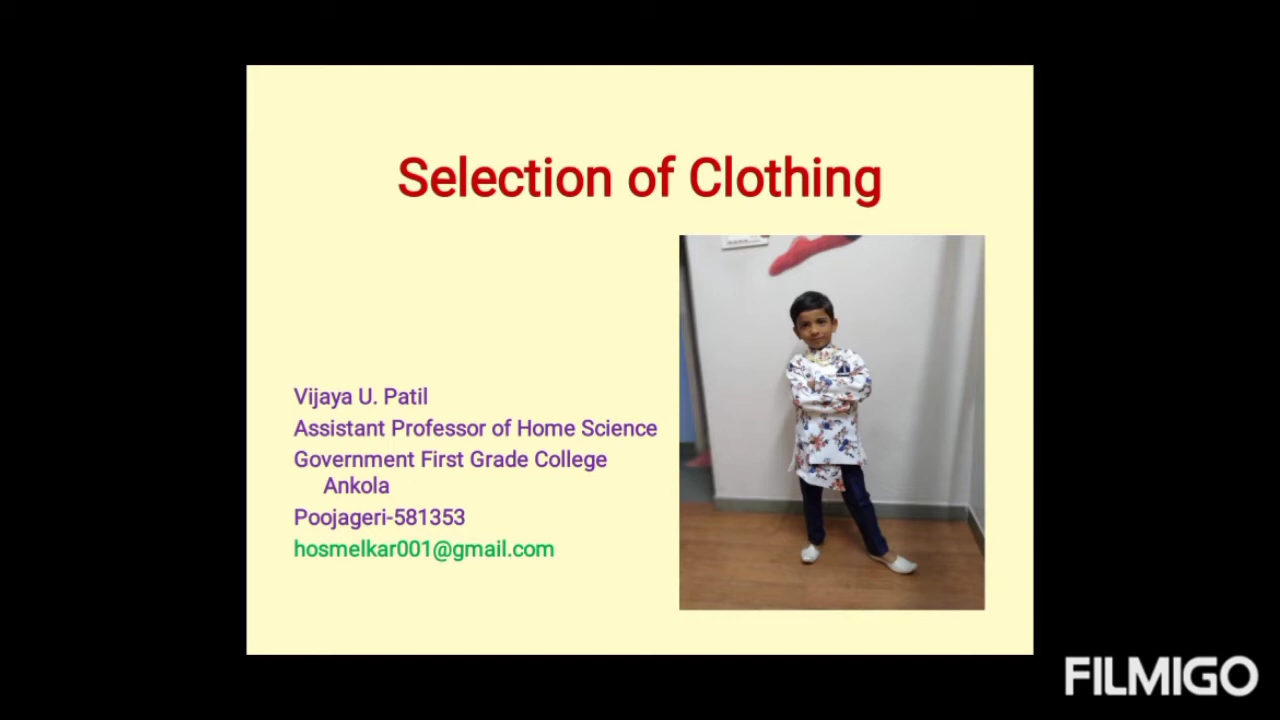 Selection of Clothing
Vijaya U. Patil
Assistant Professor of Home Science
Government First Grade College
Ankola
Poojageri-581353
hosmelkar001@gmail.com
FILMIGO